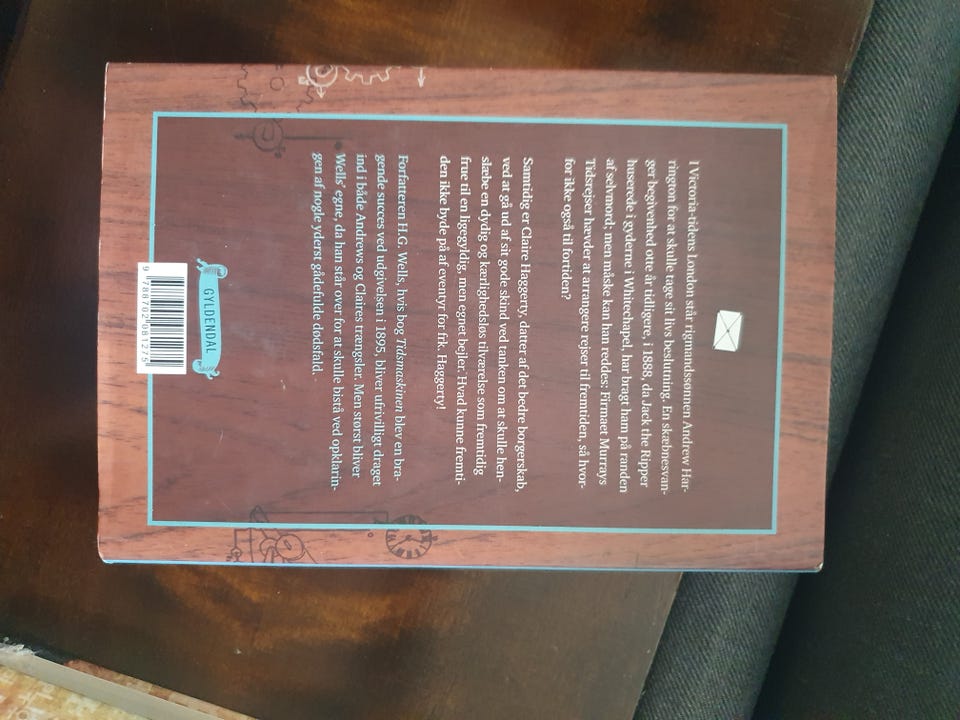 I Victoria-tidens London står rigmandssønnen Andrew Har-
rington for at skulle tage sit livs beslutning. En skæbnesvan-
ger begivenhed otte år tidligere, i 1888, da Jack the Ripper
huserede i gyderne i Whitechapel, har bragt ham på randen
af selvmord; men måske kan han reddes: Firmaet Murrays
Tidsrejser hævder at arrangere rejser til fremtiden, så hvor-
for ikke også til fortiden?
Samtidig er Claire Haggerty, datter af det bedre borgerskab,
ved at gå ud af sit gode skind ved tanken om at skulle hen-
slæbe en dydig og kærlighedsløs tilværelse som fremtidig
frue til en ligegyldig, men egnet bejler. Hvad kunne fremti-
den ikke byde på af eventyr for frk. Haggerty!
Forfatteren H.G. Wells, hvis bog Tidsmaskinen blev en bra-
gende succes ved udgivelsen i 1895, bliver ufrivilligt draget
ind i både Andrews og Claires trængsler. Men størst bliver
Wells' egne, da han står over for at skulle bistå ved opklarin-
gen af nogle yderst gådefulde dødsfald.
GYLDENDAL
9 788702 081275